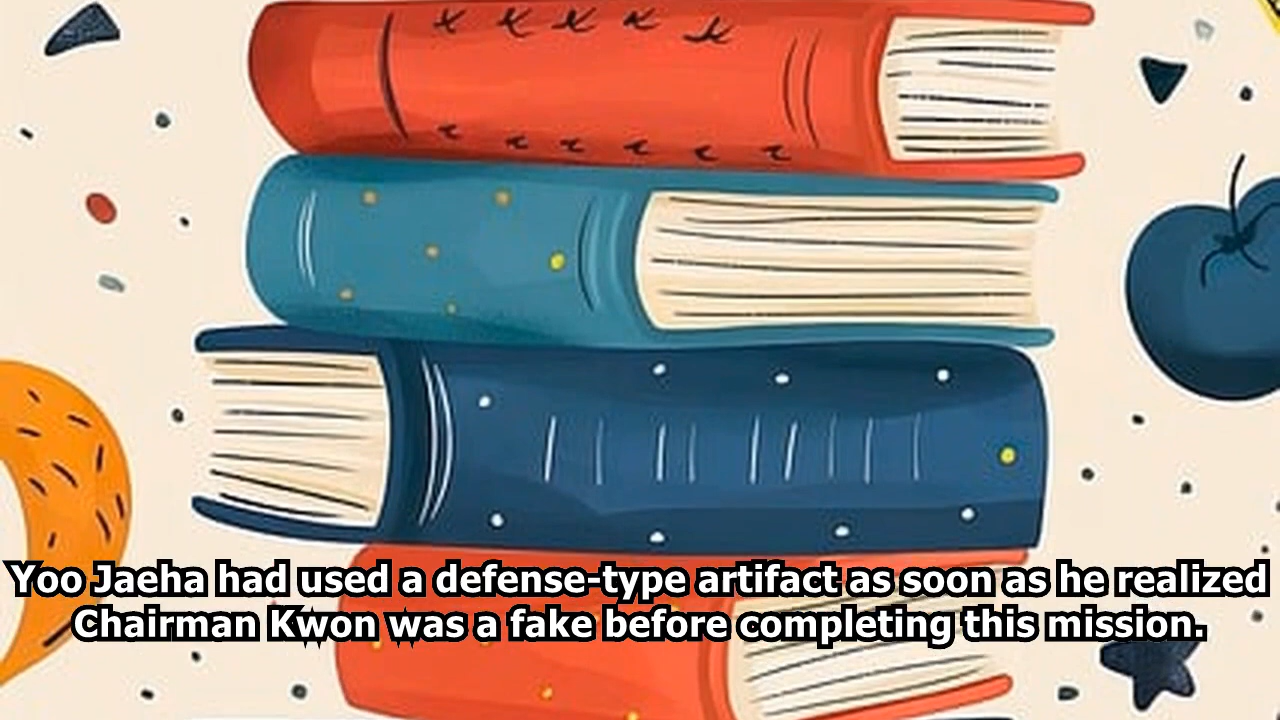 Yoo Jaeha had used a defense-type artifact as soon as he realized
Chairman Kwon was a fake before completing this mission.